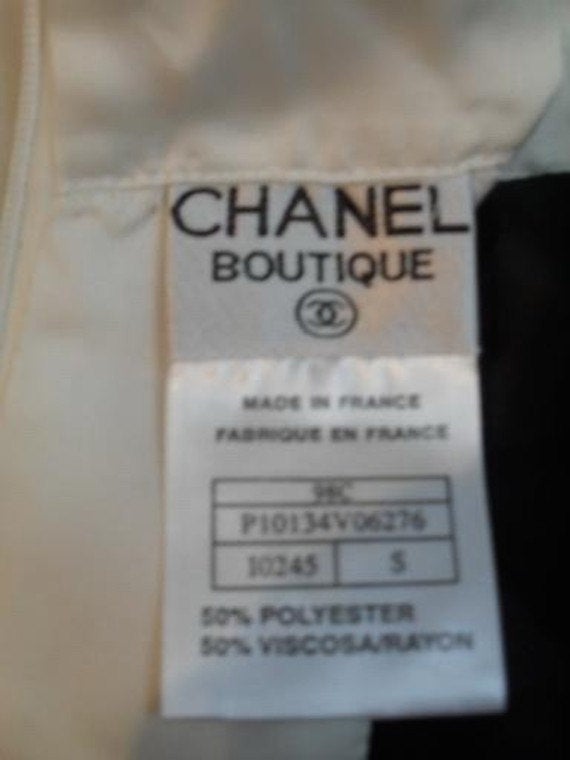 CHANEL
BOUTIQUE
MADE IN FRANCE
FABRIQUE EN FRANCE
98C
P10134V06276
10245 S
50% POLYESTER
50% VISCOSA/RAYON